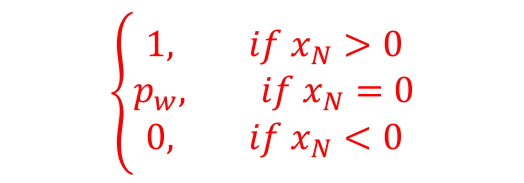 1, if x_N > 0
p_w, if x_N = 0
0, if x_N < 0